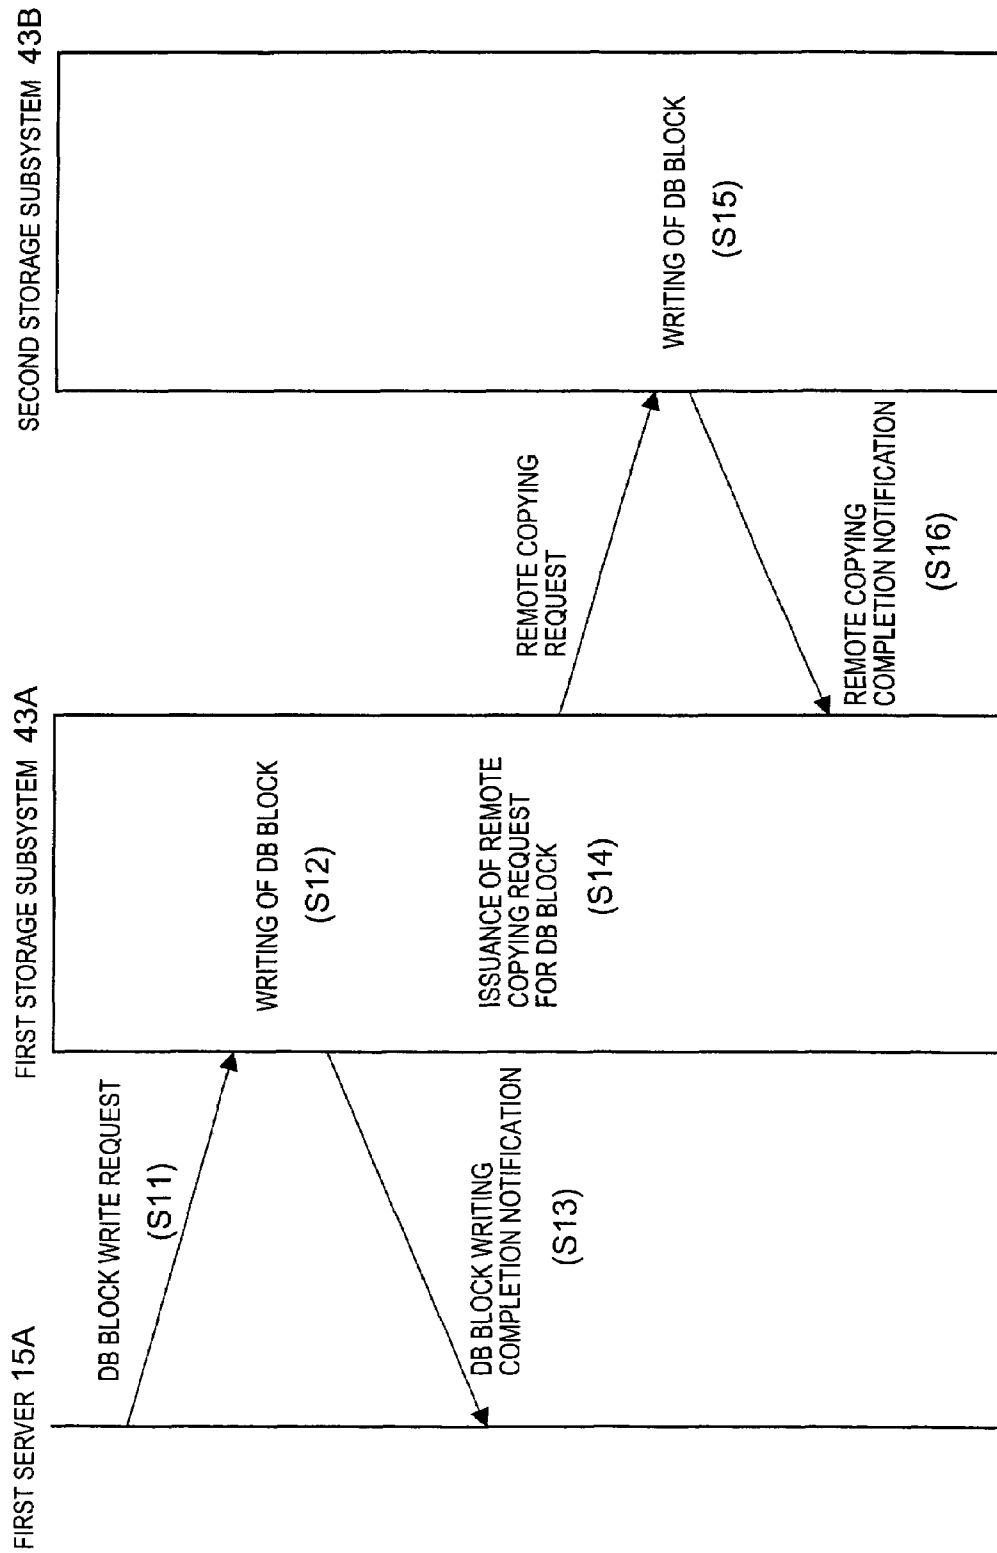 FIRST SERVER 15A
FIRST STORAGE SUBSYSTEM 43A
SECOND STORAGE SUBSYSTEM 43B
DB BLOCK WRITE REQUEST
(S11)
WRITING OF DB BLOCK
(S12)
DB BLOCK WRITING
COMPLETION NOTIFICATION
(S13)
ISSUANCE OF REMOTE
COPYING REQUEST
FOR DB BLOCK
(S14)
REMOTE COPYING
REQUEST
WRITING OF DB BLOCK
(S15)
REMOTE COPYING
COMPLETION NOTIFICATION
(S16)